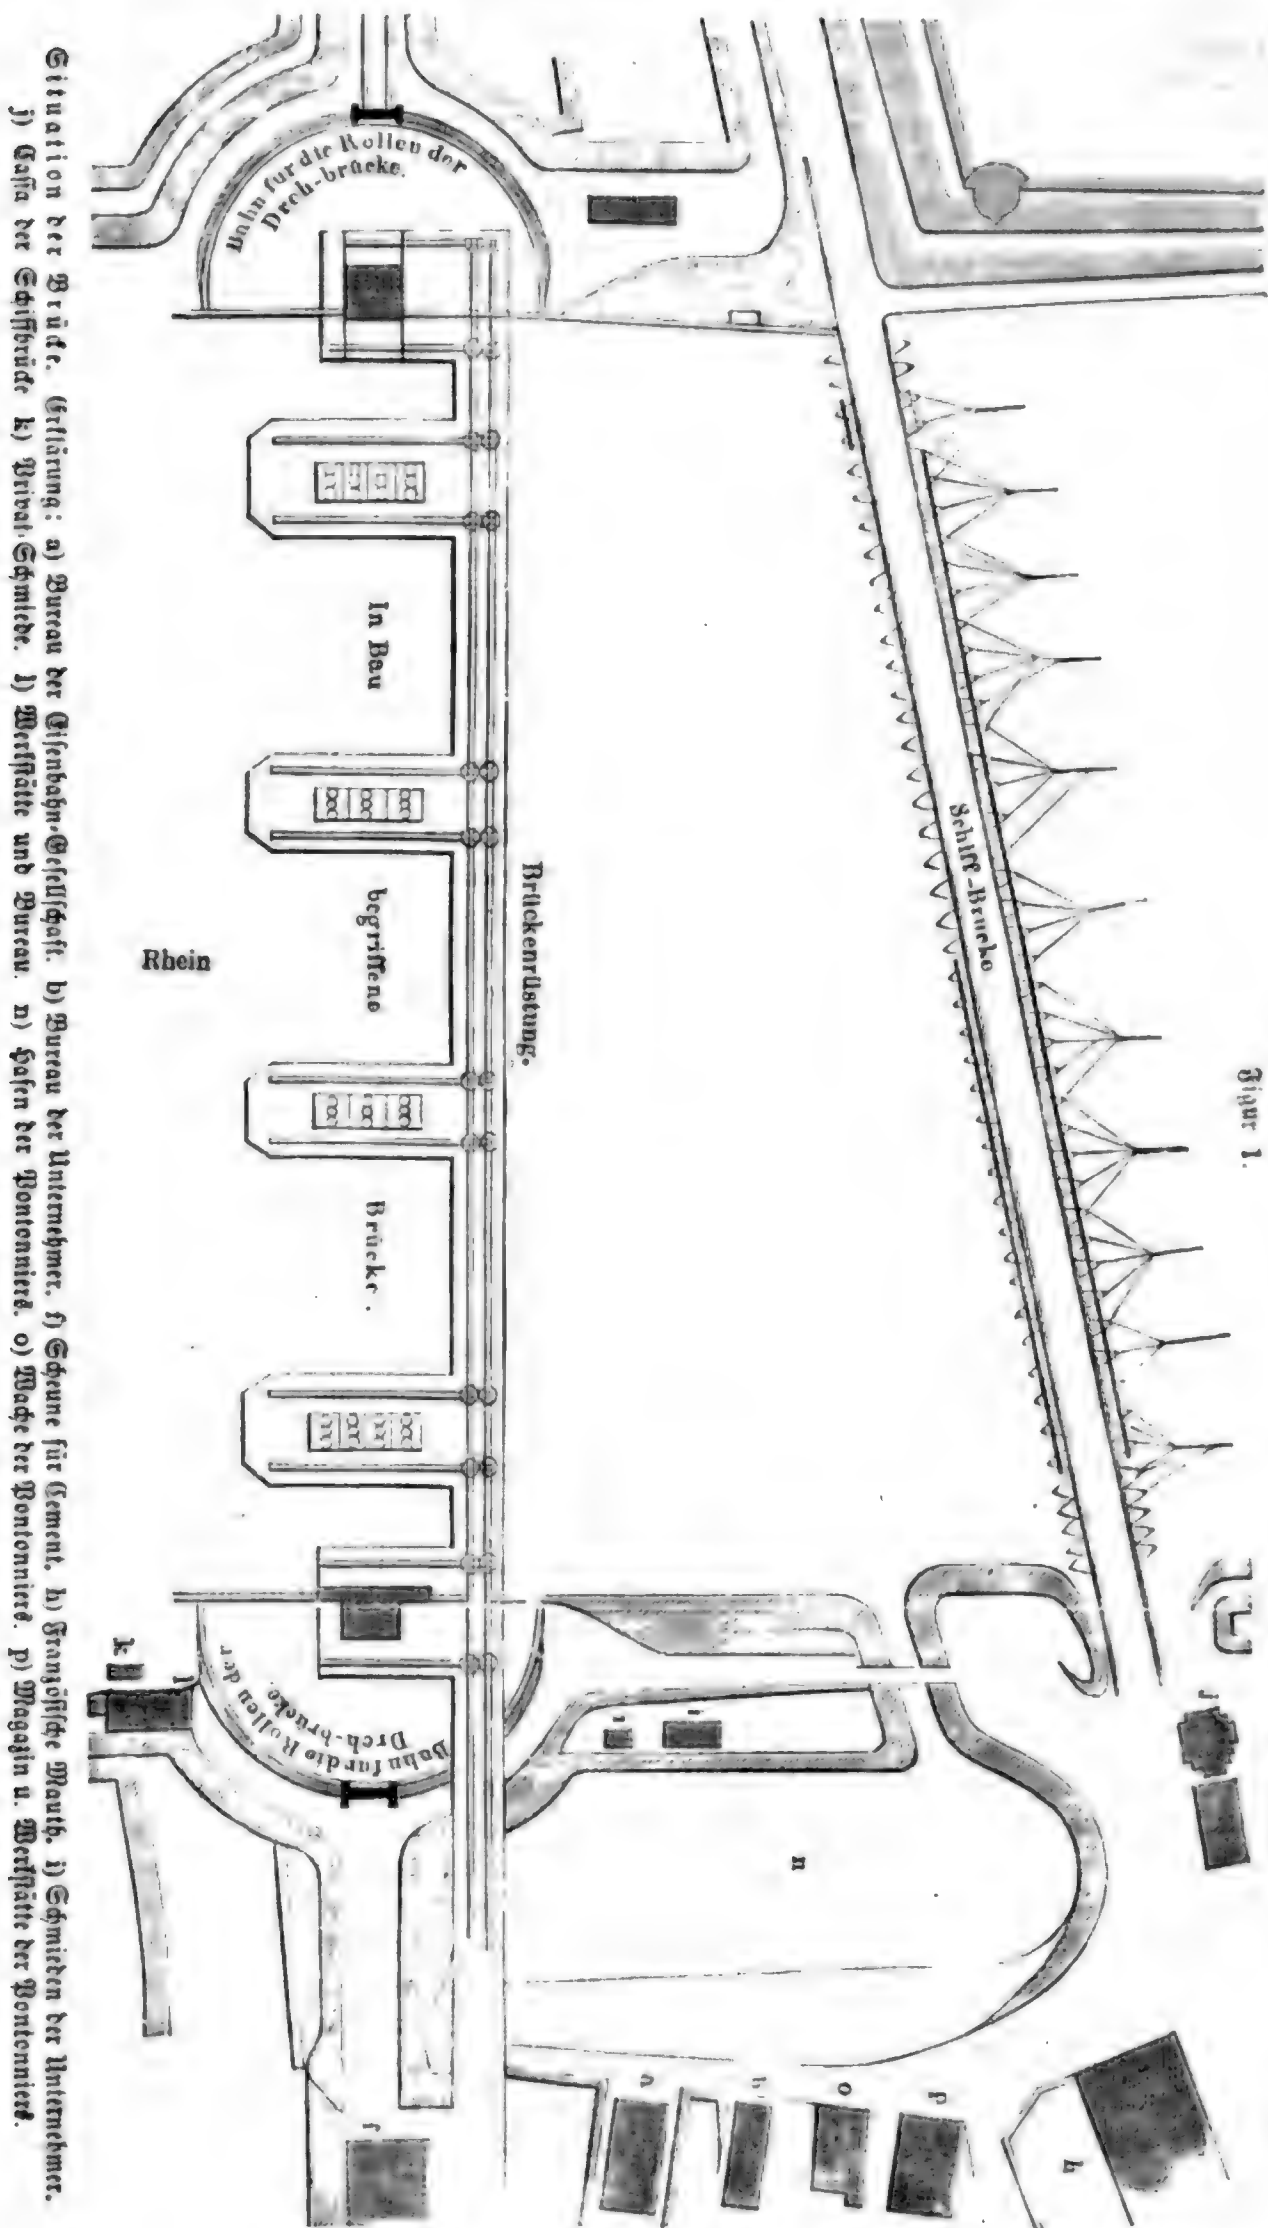 Figur 1.
Schiff-Brucke
Brückenrüstung.
Bahn für die Rollen der
Dreh-brücke.
In Bau
begriffene
Brücke.
Bahn für die Rollen der
Dreh-brücke.
Rhein
k
l
i
i
j
n
a
b
o
p
h
f
Situation der Brücke. Erklärung: a) Bureau der Eisenbahn-Gesellschaft. b) Bureau der Unternehmer. f) Scheune für Cement. h) Französische Mauth. i) Schmieden der Unternehmer.
j) Cassa der Schiffbrücke k) Privat-Schmiede. l) Werkstätte und Bureau. n) Hafen der Pontonniers. o) Wache der Pontonniers. p) Magazin u. Werkstätte der Pontonniers.